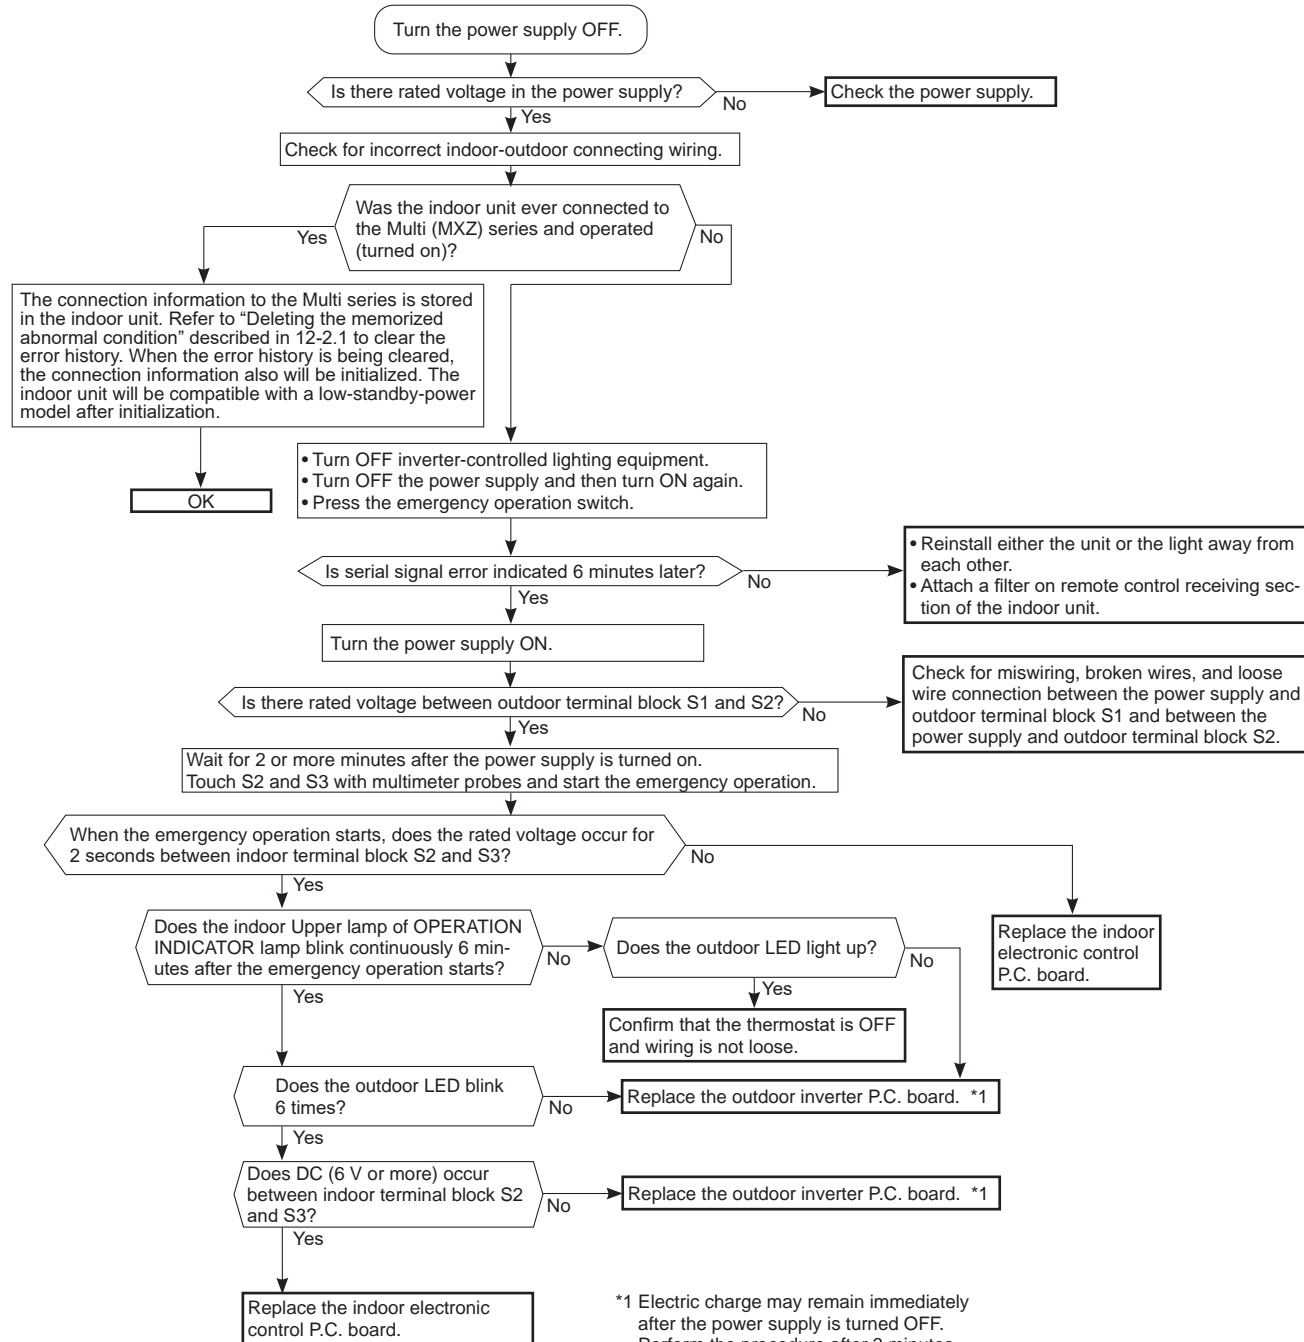 Turn the power supply OFF.
Is there rated voltage in the power supply?
No
Check the power supply.
Yes
Check for incorrect indoor-outdoor connecting wiring.
Was the indoor unit ever connected to
the Multi (MXZ) series and operated
(turned on)?
Yes
No
The connection information to the Multi series is stored
in the indoor unit. Refer to “Deleting the memorized
abnormal condition” described in 12-2.1 to clear the
error history. When the error history is being cleared,
the connection information also will be initialized. The
indoor unit will be compatible with a low-standby-power
model after initialization.
OK
• Turn OFF inverter-controlled lighting equipment.
• Turn OFF the power supply and then turn ON again.
• Press the emergency operation switch.
Is serial signal error indicated 6 minutes later?
No
• Reinstall either the unit or the light away from
each other.
• Attach a filter on remote control receiving sec-
tion of the indoor unit.
Yes
Turn the power supply ON.
Is there rated voltage between outdoor terminal block S1 and S2?
No
Check for miswiring, broken wires, and loose
wire connection between the power supply and
outdoor terminal block S1 and between the
power supply and outdoor terminal block S2.
Yes
Wait for 2 or more minutes after the power supply is turned on.
Touch S2 and S3 with multimeter probes and start the emergency operation.
When the emergency operation starts, does the rated voltage occur for
2 seconds between indoor terminal block S2 and S3?
No
Replace the indoor
electronic control
P.C. board.
Yes
Does the indoor Upper lamp of OPERATION
INDICATOR lamp blink continuously 6 min-
utes after the emergency operation starts?
No
Does the outdoor LED light up?
No
Yes
Confirm that the thermostat is OFF
and wiring is not loose.
Yes
Does the outdoor LED blink
6 times?
No
Replace the outdoor inverter P.C. board. *1
Yes
Does DC (6 V or more) occur
between indoor terminal block S2
and S3?
No
Replace the outdoor inverter P.C. board. *1
Yes
Replace the indoor electronic
control P.C. board.
*1 Electric charge may remain immediately
after the power supply is turned OFF.
Perform the procedure after 3 minutes